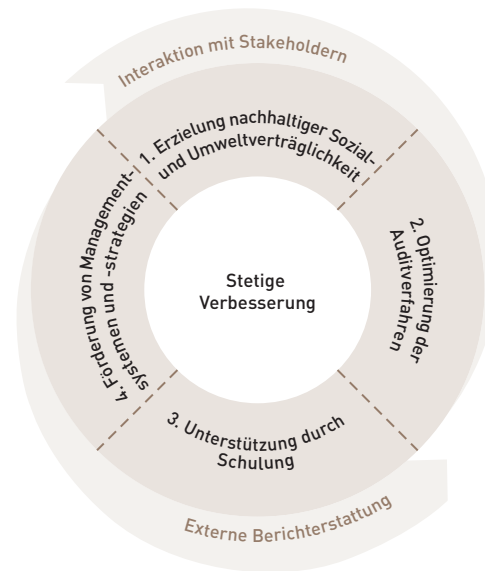 Interaktion mit Stakeholdern
1. Erzielung nachhaltiger Sozial-
und Umweltverträglichkeit
2. Optimierung der
Auditverfahren
3. Unterstützung durch
Schulung
4. Förderung von Management-
systemen und -strategien
Stetige
Verbesserung
Externe Berichterstattung